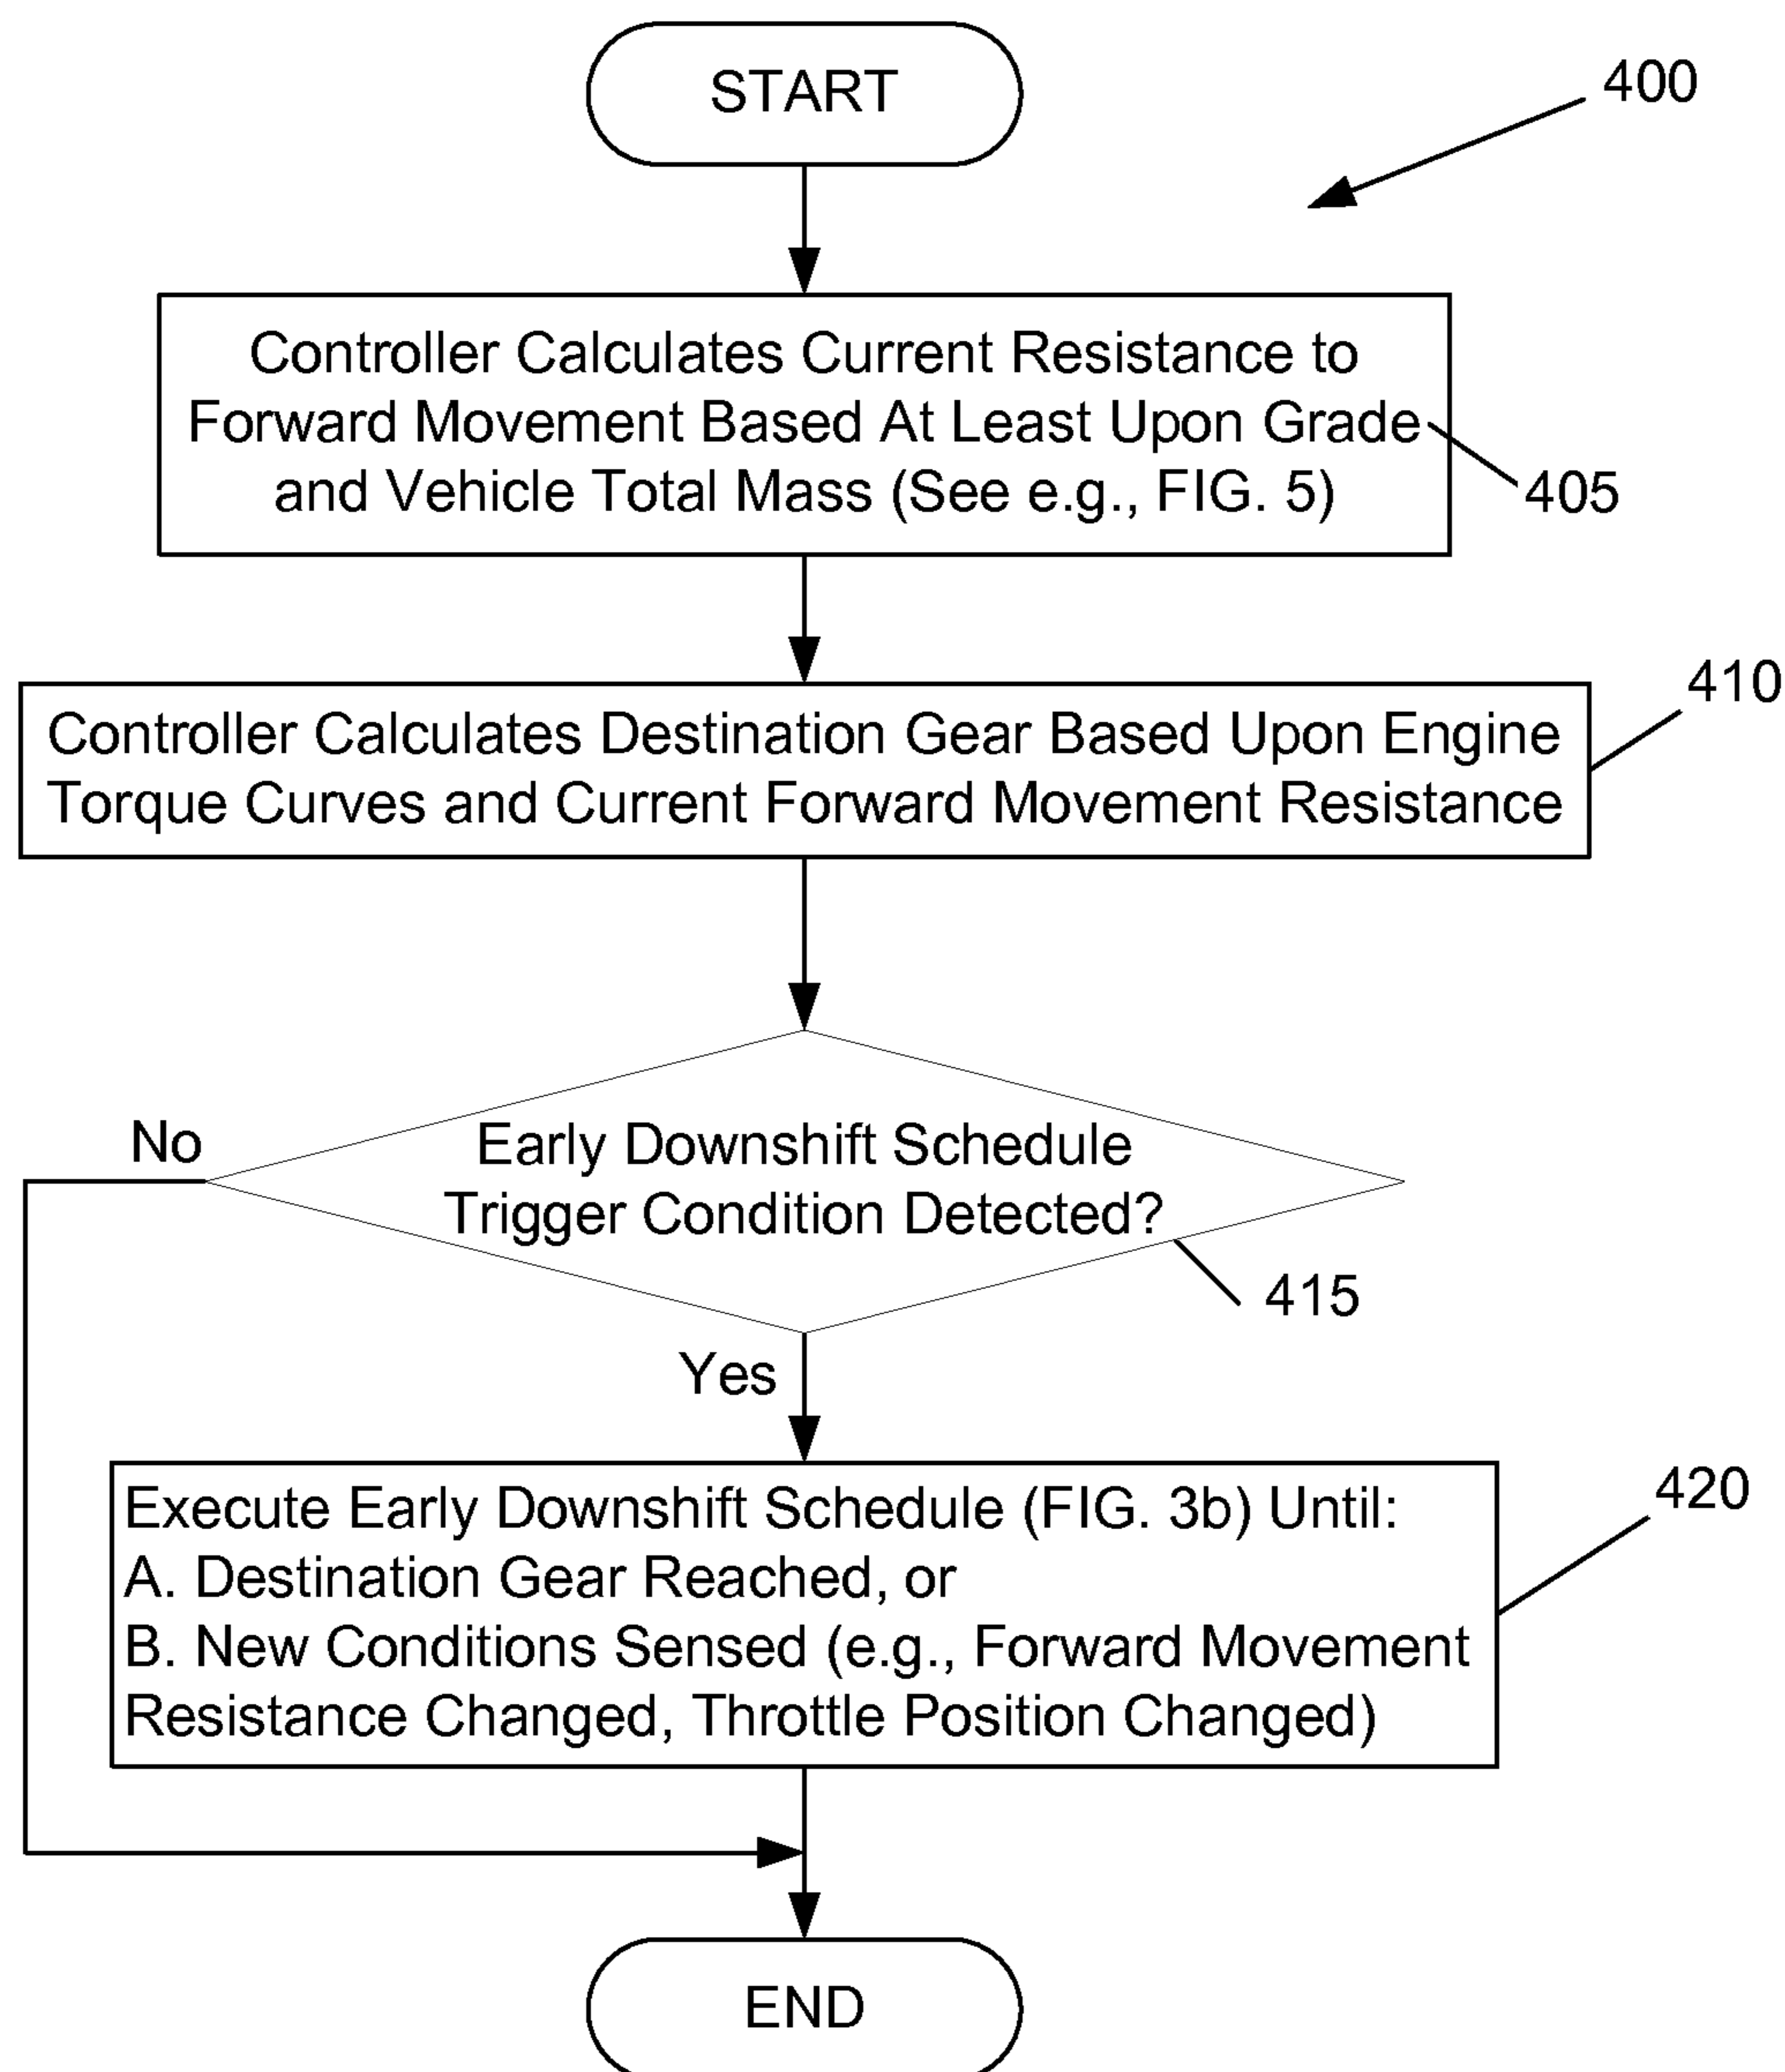 START
400
Controller Calculates Current Resistance to
Forward Movement Based At Least Upon Grade
and Vehicle Total Mass (See e.g., FIG. 5)
405
410
Controller Calculates Destination Gear Based Upon Engine
Torque Curves and Current Forward Movement Resistance
No
Early Downshift Schedule
Trigger Condition Detected?
415
Yes
420
Execute Early Downshift Schedule (FIG. 3b) Until:
A. Destination Gear Reached, or
B. New Conditions Sensed (e.g., Forward Movement
Resistance Changed, Throttle Position Changed)
END